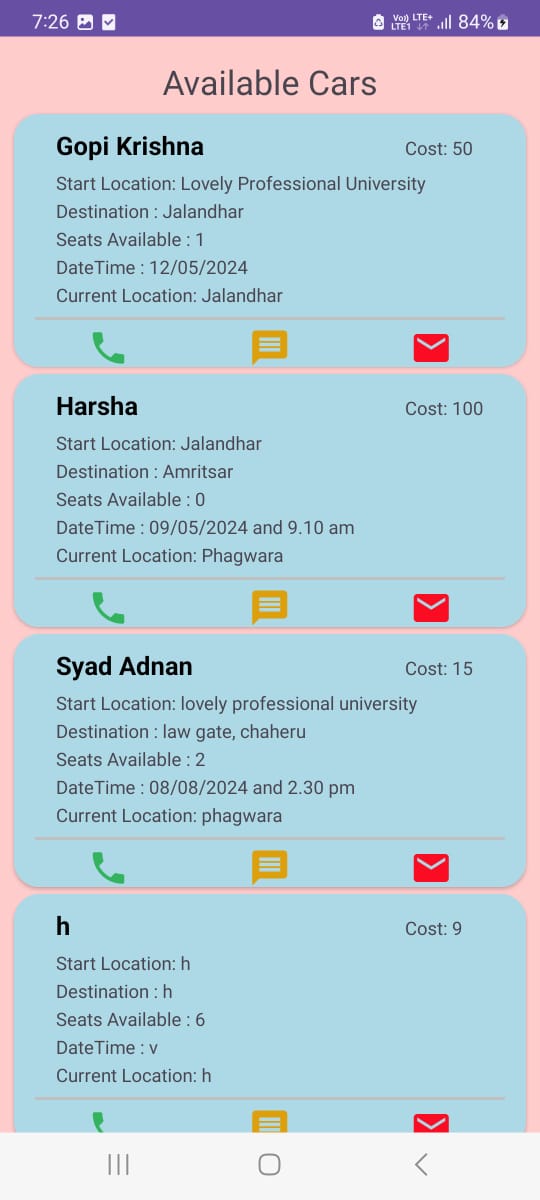 7:26 Vo)) LTE+ LTE1 84%
Available Cars
Gopi Krishna Cost: 50
Start Location: Lovely Professional University
Destination : Jalandhar
Seats Available : 1
DateTime : 12/05/2024
Current Location: Jalandhar
Harsha Cost: 100
Start Location: Jalandhar
Destination : Amritsar
Seats Available : 0
DateTime : 09/05/2024 and 9.10 am
Current Location: Phagwara
Syad Adnan Cost: 15
Start Location: lovely professional university
Destination : law gate, chaheru
Seats Available : 2
DateTime : 08/08/2024 and 2.30 pm
Current Location: phagwara
h Cost: 9
Start Location: h
Destination : h
Seats Available : 6
DateTime : v
Current Location: h